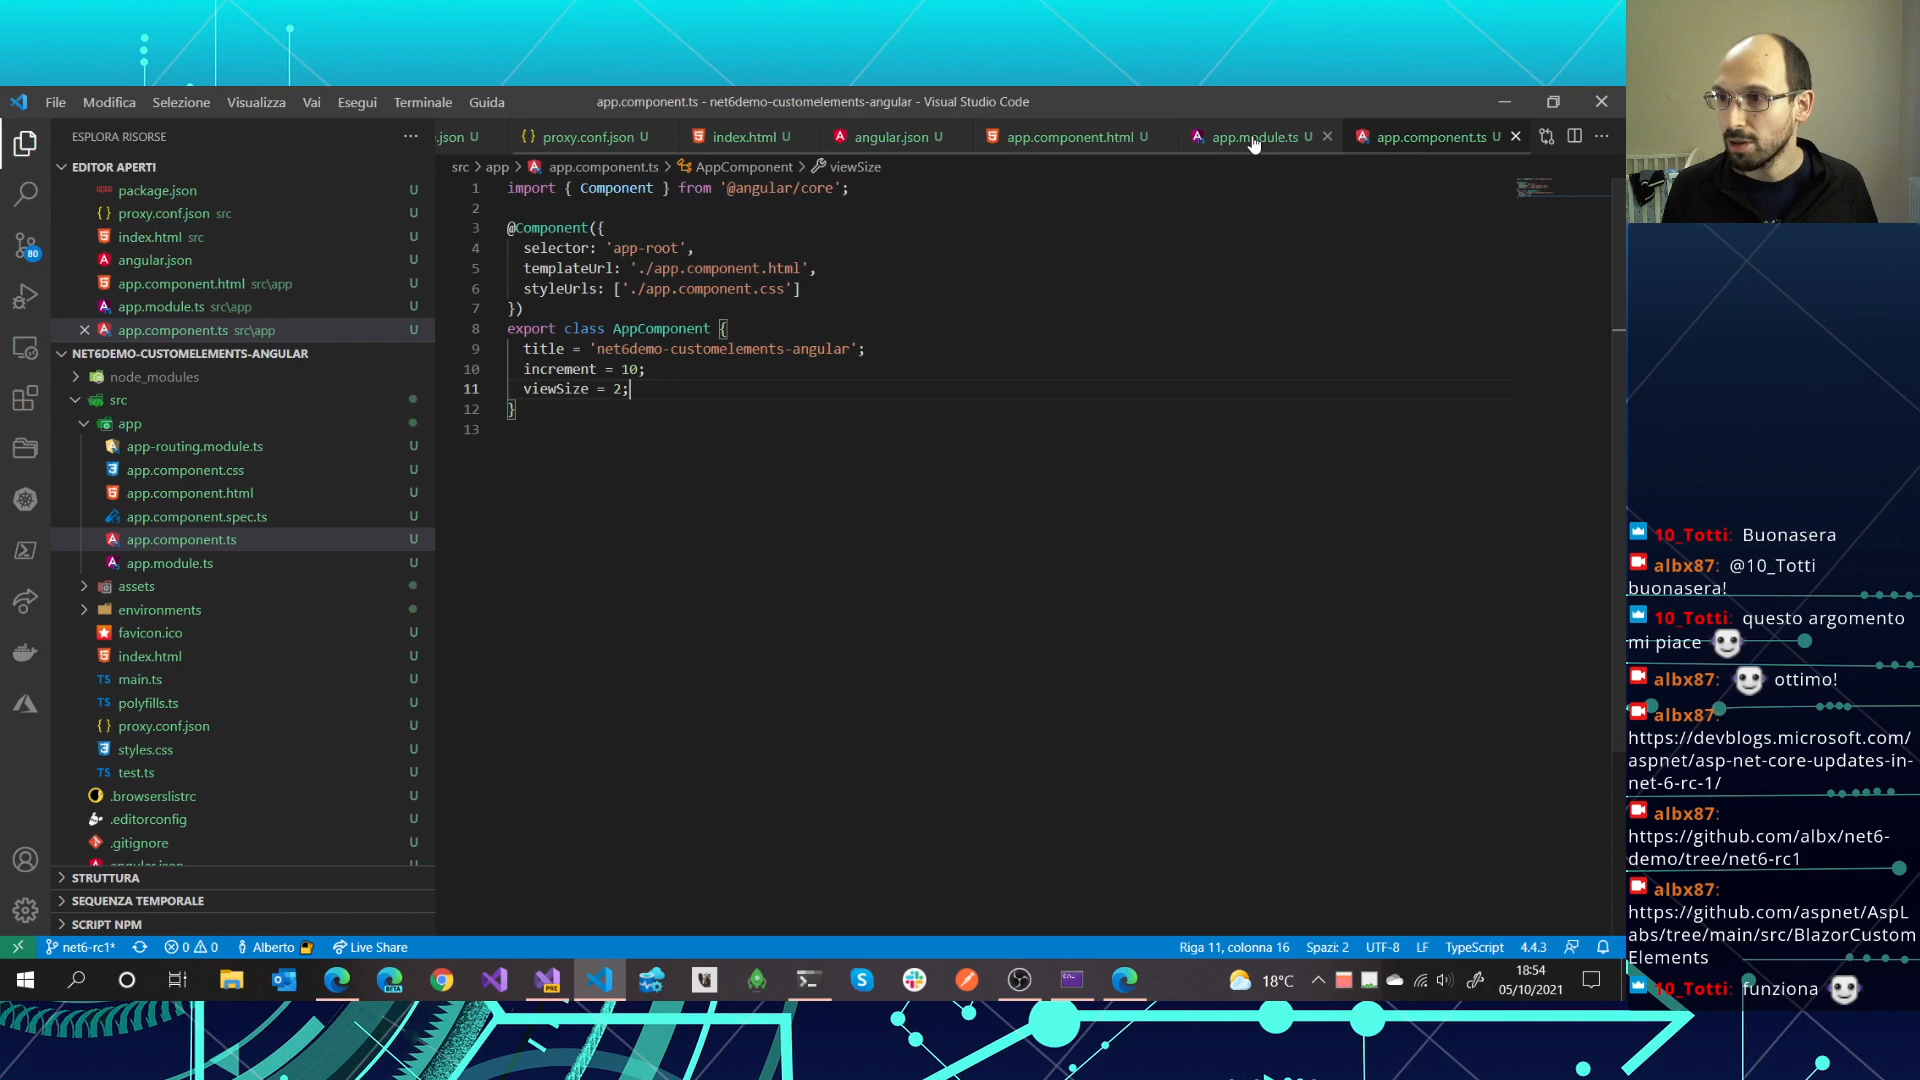 File Modifica Selezione Visualizza Vai Esegui Terminale Guida
app.component.ts - net6demo-customelements-angular - Visual Studio Code
ESPLORA RISORSE
.json U
proxy.conf.json U
index.html U
angular.json U
app.component.html U
app.module.ts U
app.component.ts U
EDITOR APERTI
package.json U
proxy.conf.json src U
index.html src U
angular.json U
app.component.html src\app U
app.module.ts src\app U
app.component.ts src\app U
NET6DEMO-CUSTOMELEMENTS-ANGULAR
node_modules
src
app
app-routing.module.ts U
app.component.css U
app.component.html U
app.component.spec.ts U
app.component.ts U
app.module.ts U
assets
environments
favicon.ico U
index.html U
main.ts U
polyfills.ts U
proxy.conf.json U
styles.css U
test.ts U
.browserslistrc U
.editorconfig U
.gitignore U
angular.json U
STRUTTURA
SEQUENZA TEMPORALE
SCRIPT NPM
80
src > app > app.component.ts > AppComponent > viewSize
1 import { Component } from '@angular/core';
2
3 @Component({
4 selector: 'app-root',
5 templateUrl: './app.component.html',
6 styleUrls: ['./app.component.css']
7 })
8 export class AppComponent {
9 title = 'net6demo-customelements-angular';
10 increment = 10;
11 viewSize = 2;
12 }
13
net6-rc1* 0 0 Alberto Live Share
Riga 11, colonna 16 Spazi: 2 UTF-8 LF TypeScript 4.4.3
18°C
18:54
05/10/2021
10_Totti: Buonasera
albx87: @10_Totti
buonasera!
10_Totti: questo argomento
mi piace
albx87: ottimo!
albx87:
https://devblogs.microsoft.com/
aspnet/asp-net-core-updates-in-
net-6-rc-1/
albx87:
https://github.com/albx/net6-
demo/tree/net6-rc1
albx87:
https://github.com/aspnet/AspL
abs/tree/main/src/BlazorCustom
Elements
10_Totti: funziona